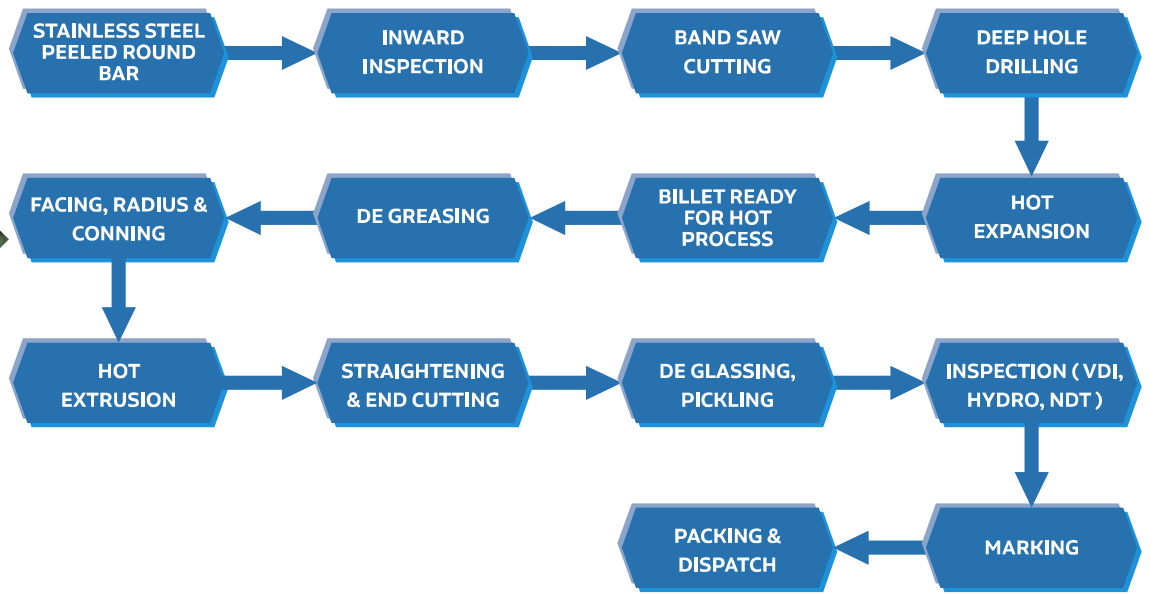 STAINLESS STEEL
PEELED ROUND
BAR
INWARD
INSPECTION
BAND SAW
CUTTING
DEEP HOLE
DRILLING
HOT
EXPANSION
BILLET READY
FOR HOT
PROCESS
DE GREASING
FACING, RADIUS &
CONNING
HOT
EXTRUSION
STRAIGHTENING
& END CUTTING
DE GLASSING,
PICKLING
INSPECTION ( VDI,
HYDRO, NDT )
MARKING
PACKING &
DISPATCH